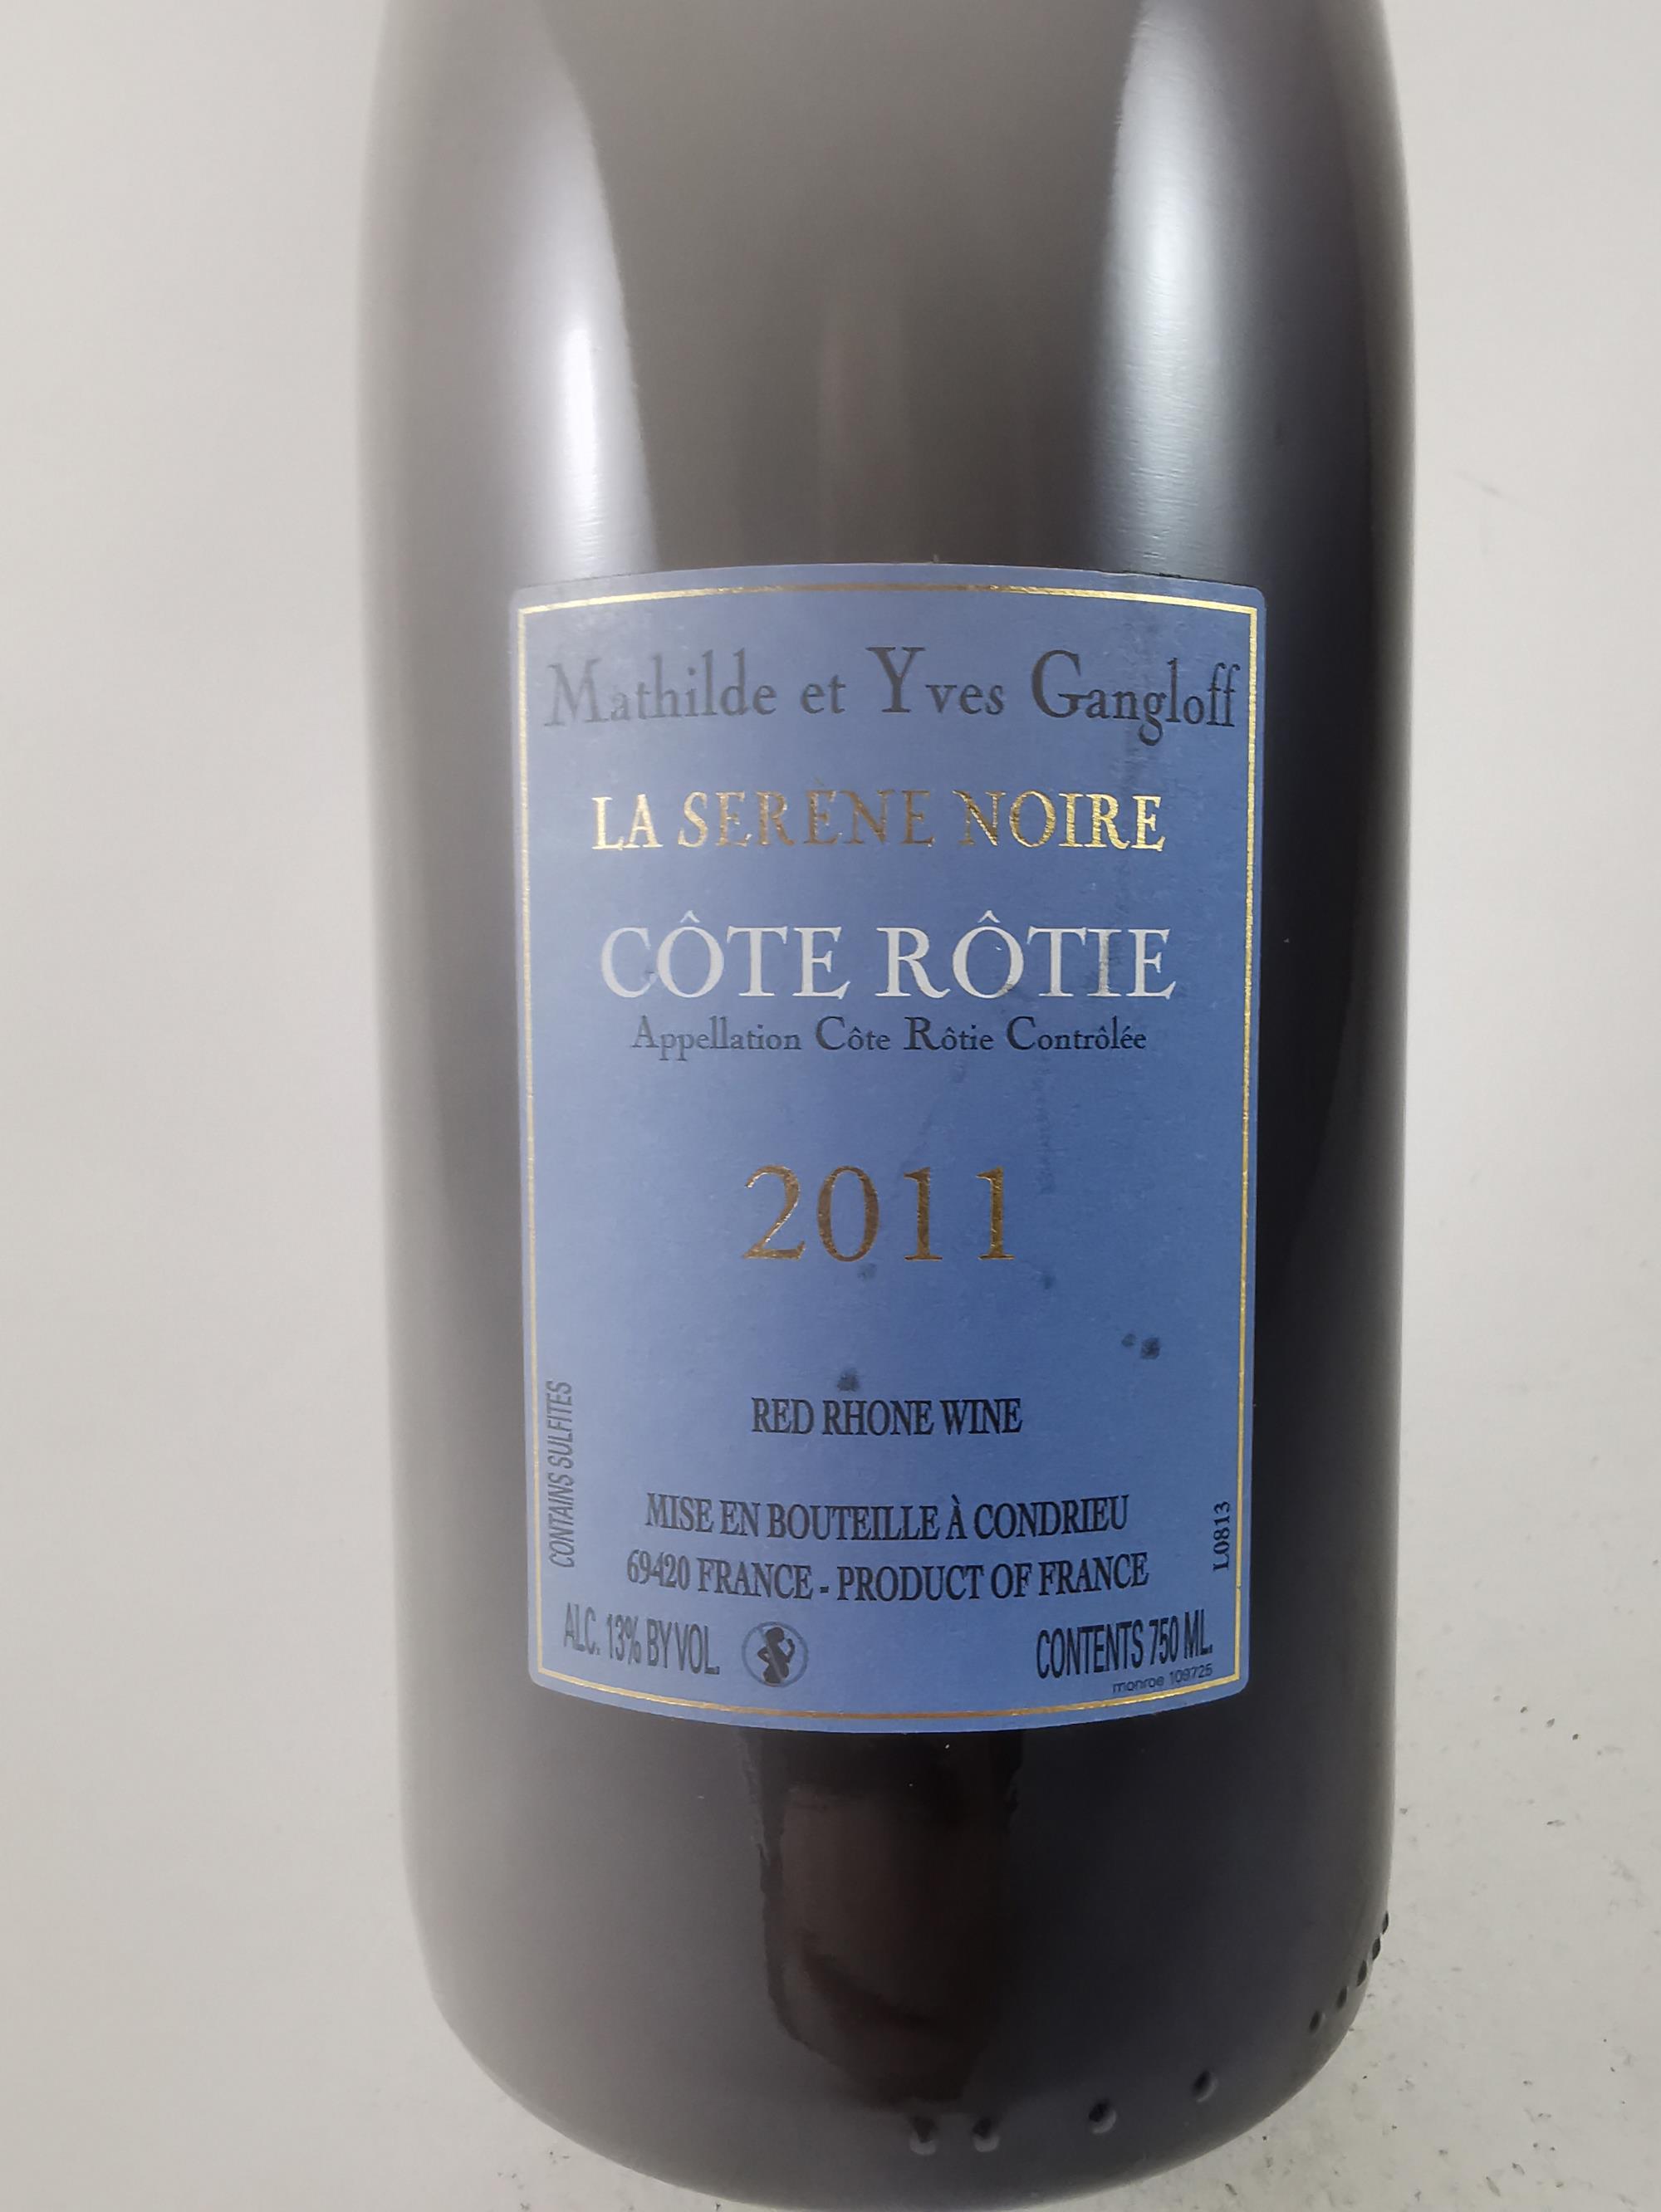 Mathilde et Yves Gangloff
LA SERÈNE NOIRE
CÔTE RÔTIE
Appellation Côte Rôtie Contrôlée
2011
RED RHONE WINE
CONTAINS SULFITES
MISE EN BOUTEILLE À CONDRIEU
69420 FRANCE - PRODUCT OF FRANCE
L0813
ALC. 13% BY VOL.
CONTENTS 750 ML.
monroe 109725